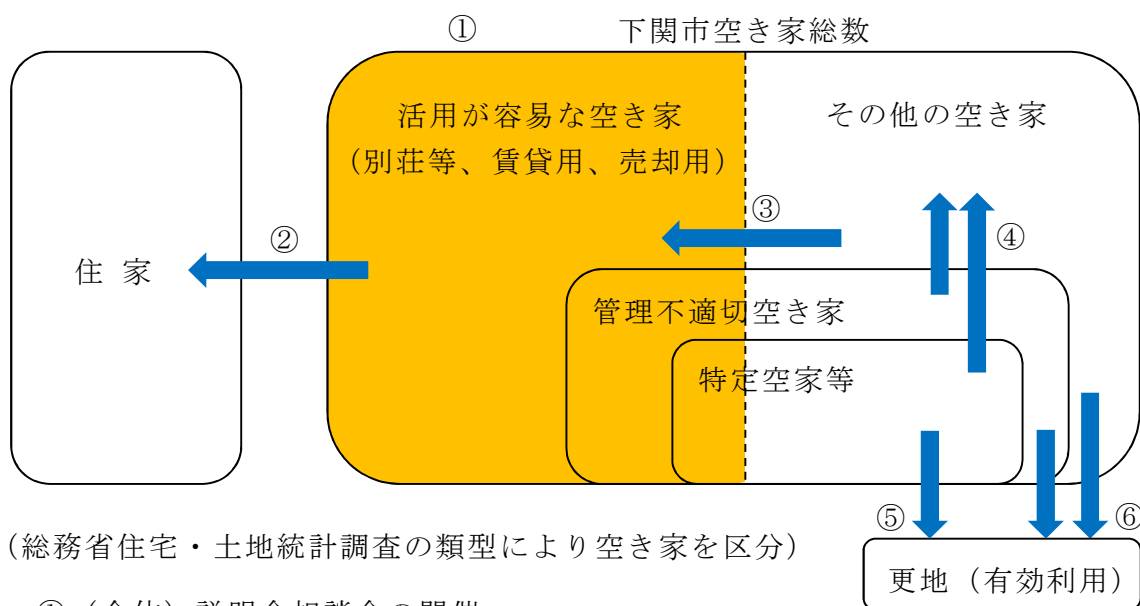 ① 下関市空き家総数
活用が容易な空き家
（別荘等、賃貸用、売却用）
その他の空き家
③
②
④
住 家
管理不適切空き家
特定空家等
⑤
⑥
（総務省住宅・土地統計調査の類型により空き家を区分）
更地（有効利用）